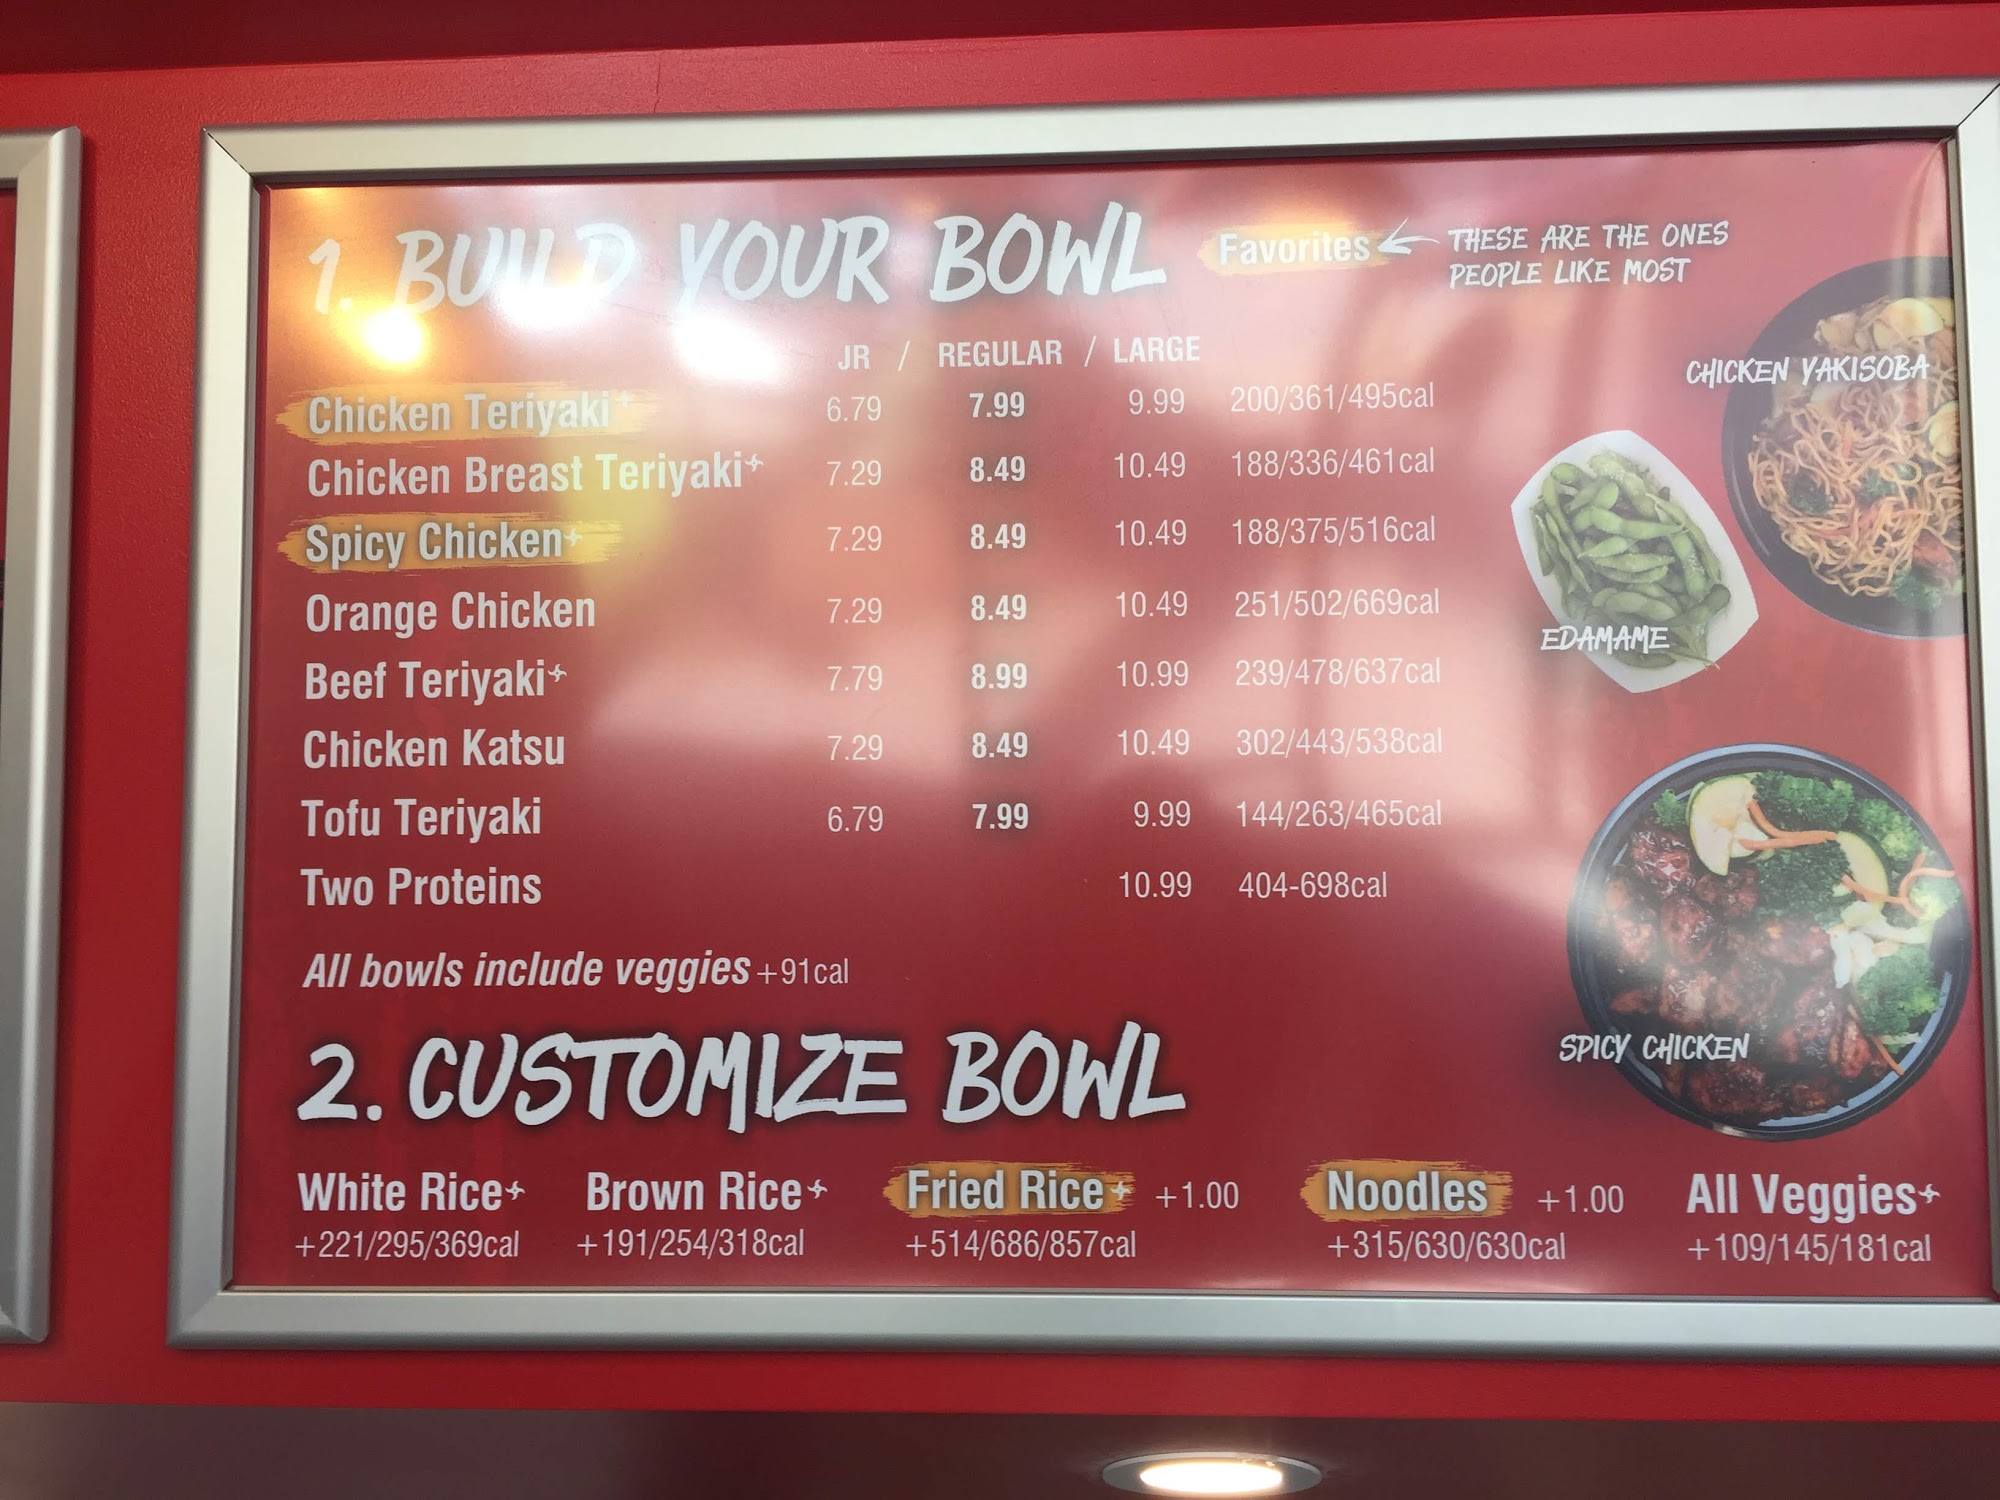 1. BUILD YOUR BOWL
Favorites THESE ARE THE ONES
PEOPLE LIKE MOST
JR / REGULAR / LARGE
Chicken Teriyaki 6.79 7.99 9.99 200/361/495cal
Chicken Breast Teriyaki 7.29 8.49 10.49 188/336/461cal
Spicy Chicken 7.29 8.49 10.49 188/375/516cal
Orange Chicken 7.29 8.49 10.49 251/502/669cal
Beef Teriyaki 7.79 8.99 10.99 239/478/637cal
Chicken Katsu 7.29 8.49 10.49 302/443/538cal
Tofu Teriyaki 6.79 7.99 9.99 144/263/465cal
Two Proteins 10.99 404-698cal
All bowls include veggies +91cal
CHICKEN YAKISOBA
EDAMAME
SPICY CHICKEN
2. CUSTOMIZE BOWL
White Rice Brown Rice Fried Rice +1.00 Noodles +1.00 All Veggies
+221/295/369cal +191/254/318cal +514/686/857cal +315/630/630cal +109/145/181cal